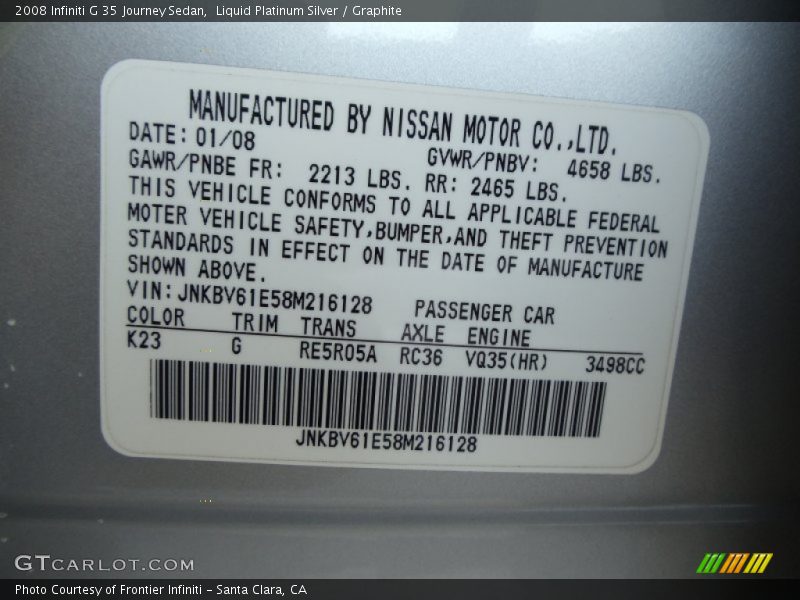 2008 Infiniti G 35 Journey Sedan,  Liquid Platinum Silver / Graphite
MANUFACTURED BY NISSAN MOTOR CO.,LTD.
DATE: 01/08 GVWR/PNBV: 4658 LBS.
GAWR/PNBE FR: 2213 LBS. RR: 2465 LBS.
THIS VEHICLE CONFORMS TO ALL APPLICABLE FEDERAL
MOTER VEHICLE SAFETY,BUMPER,AND THEFT PREVENTION
STANDARDS IN EFFECT ON THE DATE OF MANUFACTURE
SHOWN ABOVE.
VIN: JNKBV61E58M216128 PASSENGER CAR
COLOR TRIM TRANS AXLE ENGINE
K23 G RE5R05A RC36 VQ35(HR) 3498CC
JNKBV61E58M216128
GTCARLOT.COM
Photo Courtesy of Frontier Infiniti - Santa Clara, CA